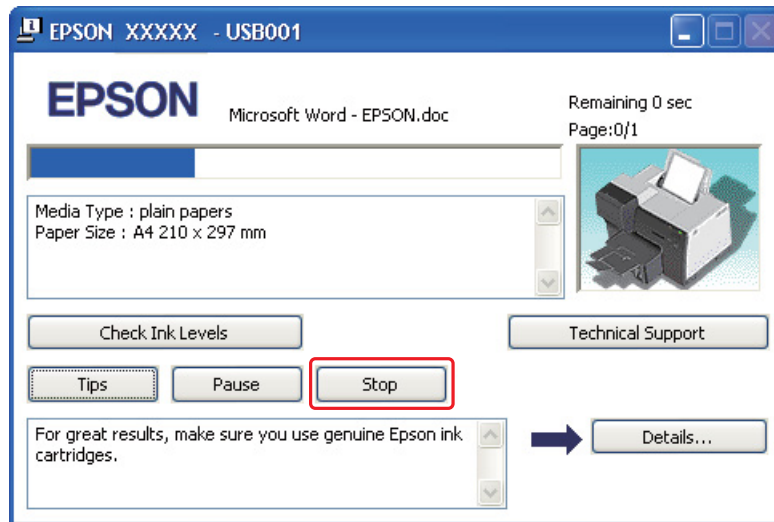 EPSON XXXXX - USB001
EPSON
Microsoft Word - EPSON.doc
Remaining 0 sec
Page:0/1
Media Type : plain papers
Paper Size : A4 210 x 297 mm
Check Ink Levels
Technical Support
Tips
Pause
Stop
For great results, make sure you use genuine Epson ink
cartridges.
Details...